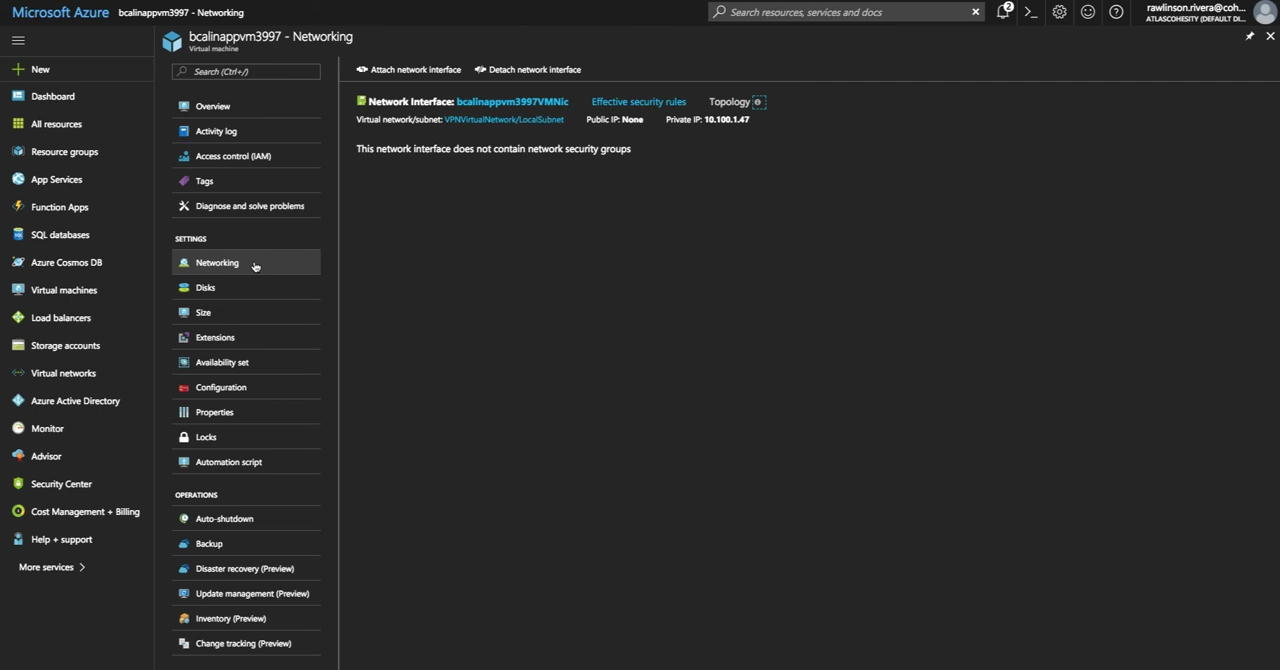 Microsoft Azure bcalinappvm3997 - Networking
Search resources, services and docs
2
rawlinson.rivera@coh...
ATLASCOHESITY (DEFAULT DI...
bcalinappvm3997 - Networking
Virtual machine
New
Dashboard
All resources
Resource groups
App Services
Function Apps
SQL databases
Azure Cosmos DB
Virtual machines
Load balancers
Storage accounts
Virtual networks
Azure Active Directory
Monitor
Advisor
Security Center
Cost Management + Billing
Help + support
More services
Search (Ctrl+/)
Overview
Activity log
Access control (IAM)
Tags
Diagnose and solve problems
SETTINGS
Networking
Disks
Size
Extensions
Availability set
Configuration
Properties
Locks
Automation script
OPERATIONS
Auto-shutdown
Backup
Disaster recovery (Preview)
Update management (Preview)
Inventory (Preview)
Change tracking (Preview)
Attach network interface Detach network interface
Network Interface: bcalinappvm3997VMNic Effective security rules Topology
Virtual network/subnet: VPNVirtualNetwork/LocalSubnet Public IP: None Private IP: 10.100.1.47
This network interface does not contain network security groups